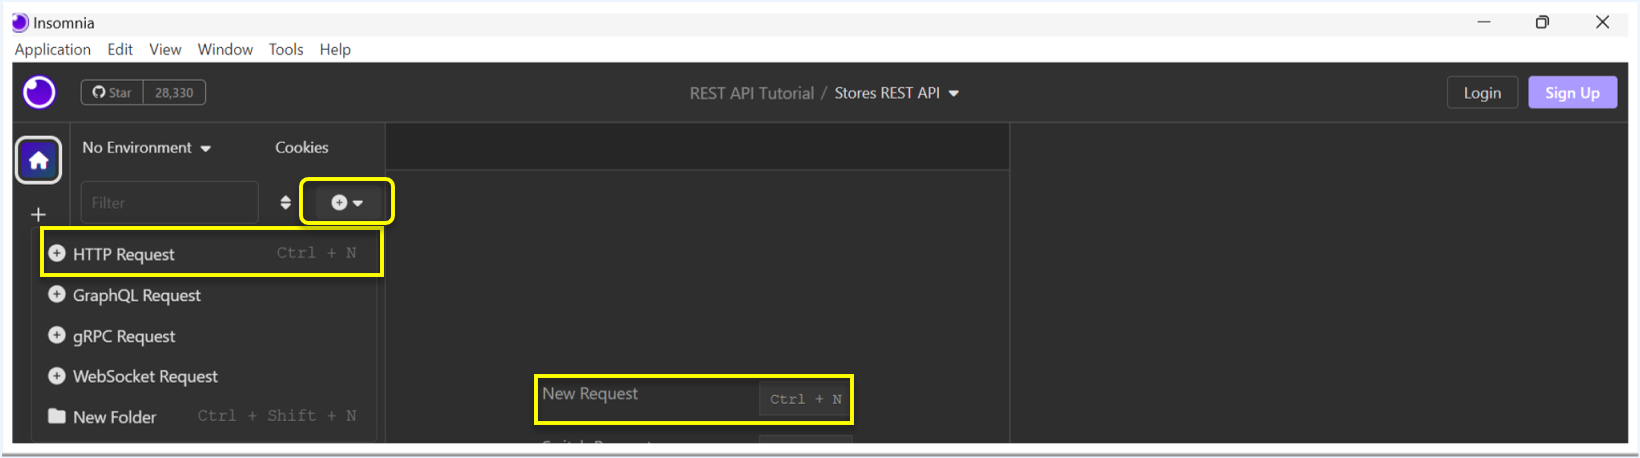 Insomnia
Application Edit View Window Tools Help
Star 28,330
REST API Tutorial / Stores REST API
Login
Sign Up
No Environment
Cookies
Filter
HTTP Request Ctrl + N
GraphQL Request
gRPC Request
WebSocket Request
New Folder Ctrl + Shift + N
New Request Ctrl + N